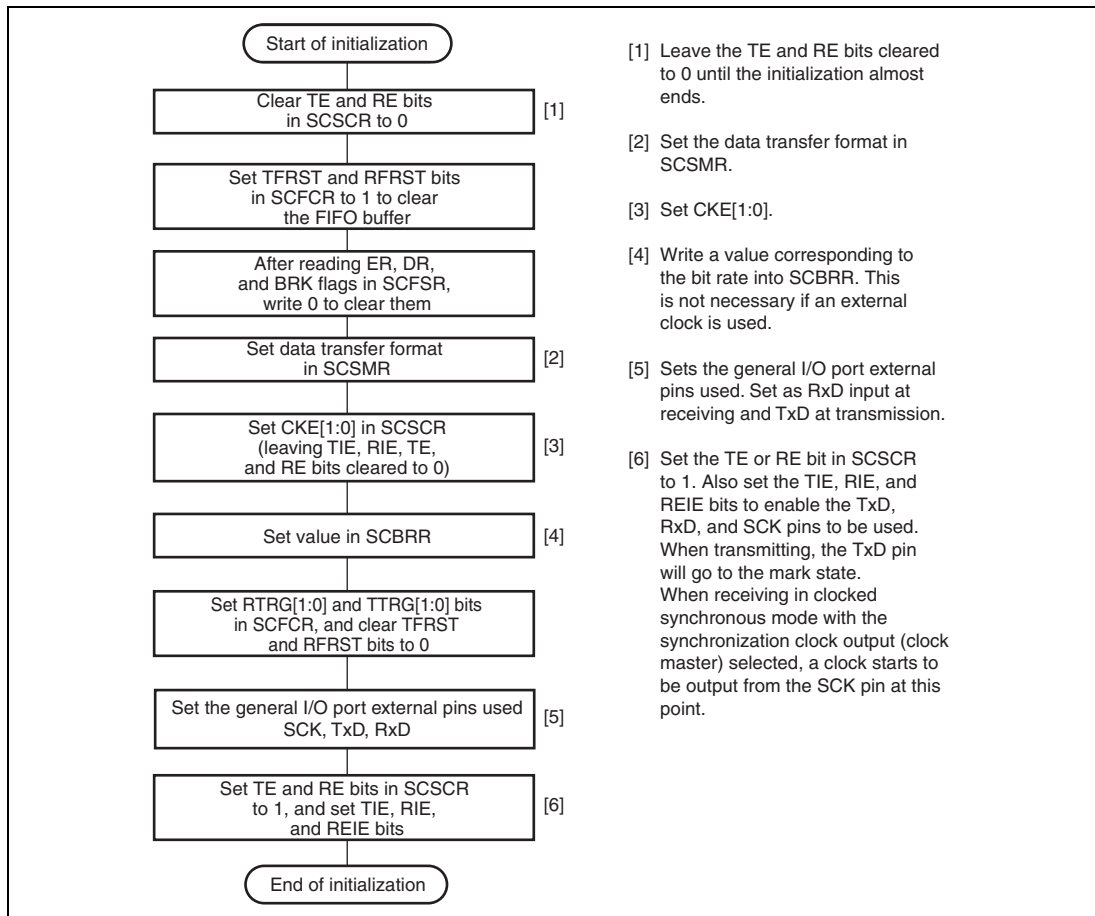 Start of initialization
Clear TE and RE bits
in SCSCR to 0
[1]
Set TFRST and RFRST bits
in SCFCR to 1 to clear
the FIFO buffer
After reading ER, DR,
and BRK flags in SCFSR,
write 0 to clear them
Set data transfer format
in SCSMR
[2]
Set CKE[1:0] in SCSCR
(leaving TIE, RIE, TE,
and RE bits cleared to 0)
[3]
Set value in SCBRR
[4]
Set RTRG[1:0] and TTRG[1:0] bits
in SCFCR, and clear TFRST
and RFRST bits to 0
Set the general I/O port external pins used
SCK, TxD, RxD
[5]
Set TE and RE bits in SCSCR
to 1, and set TIE, RIE,
and REIE bits
[6]
End of initialization
[1] Leave the TE and RE bits cleared
to 0 until the initialization almost
ends.
[2] Set the data transfer format in
SCSMR.
[3] Set CKE[1:0].
[4] Write a value corresponding to
the bit rate into SCBRR. This
is not necessary if an external
clock is used.
[5] Sets the general I/O port external
pins used. Set as RxD input at
receiving and TxD at transmission.
[6] Set the TE or RE bit in SCSCR
to 1. Also set the TIE, RIE, and
REIE bits to enable the TxD,
RxD, and SCK pins to be used.
When transmitting, the TxD pin
will go to the mark state.
When receiving in clocked
synchronous mode with the
synchronization clock output (clock
master) selected, a clock starts to
be output from the SCK pin at this
point.